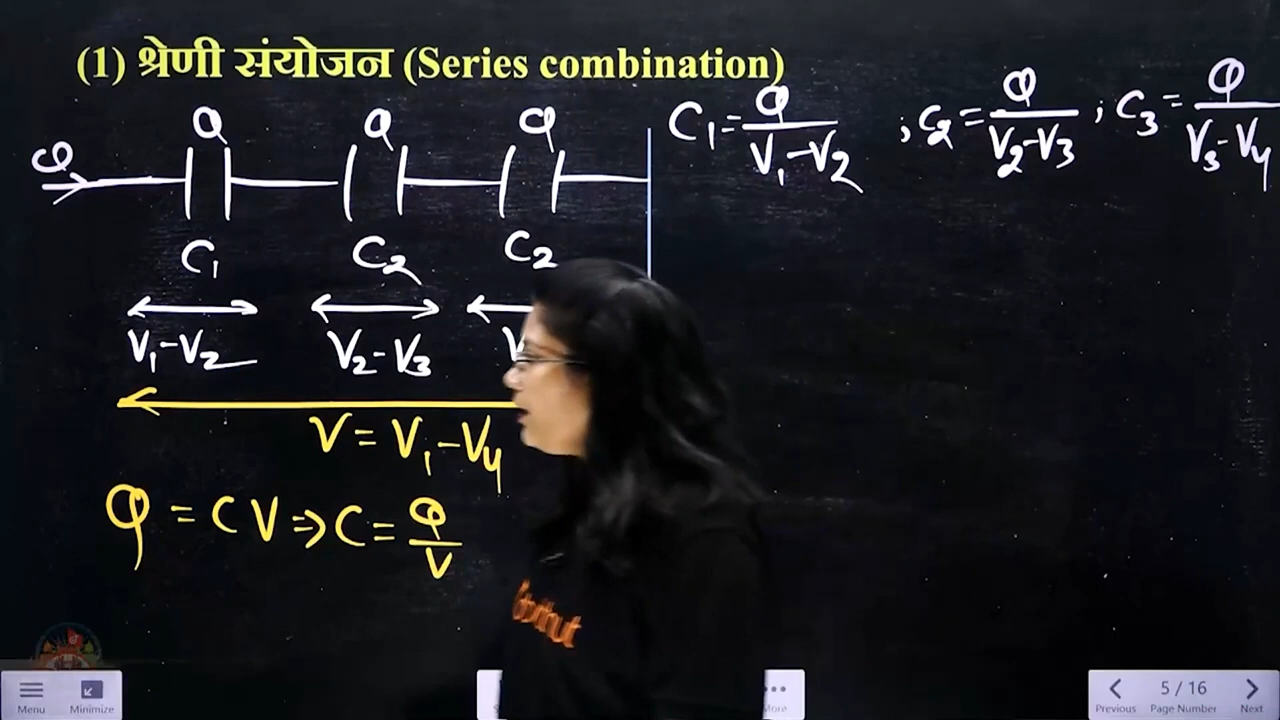 (1) श्रेणी संयोजन (Series combination)
Q Q Q Q
C1 C2 C2
V1-V2 V2-V3 V
V = V1-V4
Q = CV ⇒ C = Q/V
C1 = Q/V1-V2 ; C2 = Q/V2-V3 ; C3 = Q/V3-V4
Menu Minimize
More
5 / 16
Previous Page Number Next